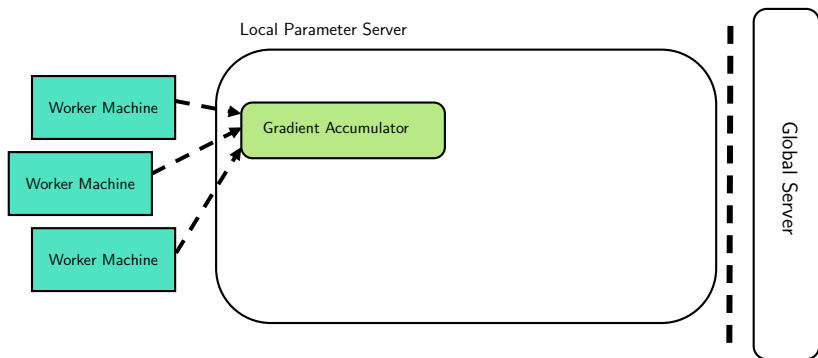 Local Parameter Server
Worker Machine
Gradient Accumulator
Worker Machine
Worker Machine
Global Server